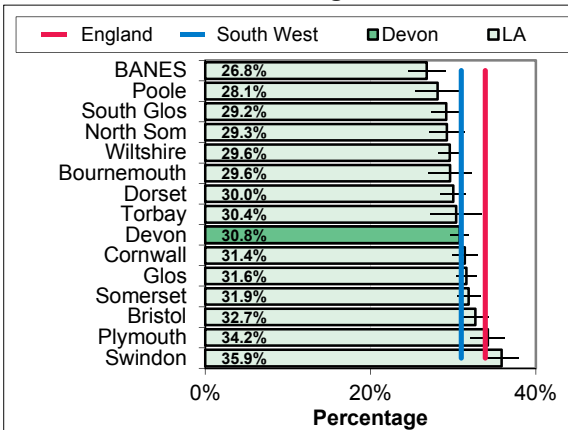 England South West Devon LA
BANES 26.8%
Poole 28.1%
South Glos 29.2%
North Som 29.3%
Wiltshire 29.6%
Bournemouth 29.6%
Dorset 30.0%
Torbay 30.4%
Devon 30.8%
Cornwall 31.4%
Glos 31.6%
Somerset 31.9%
Bristol 32.7%
Plymouth 34.2%
Swindon 35.9%
0% 20% 40%
Percentage